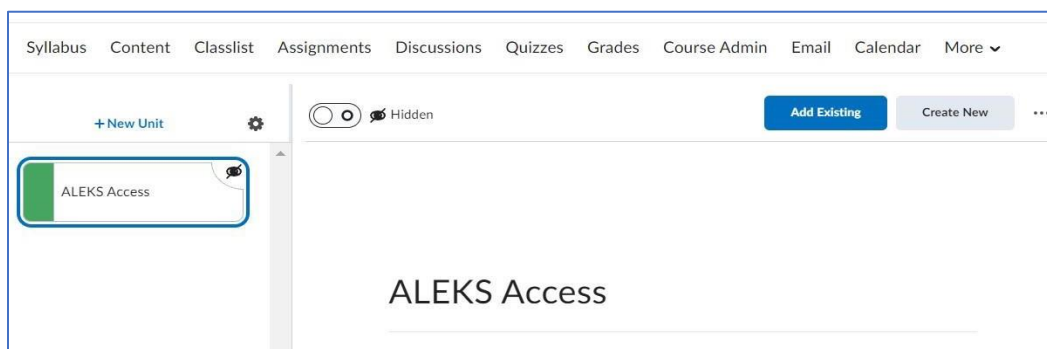 Syllabus Content Classlist Assignments Discussions Quizzes Grades Course Admin Email Calendar More
+ New Unit
Hidden
Add Existing
Create New
ALEKS Access
ALEKS Access